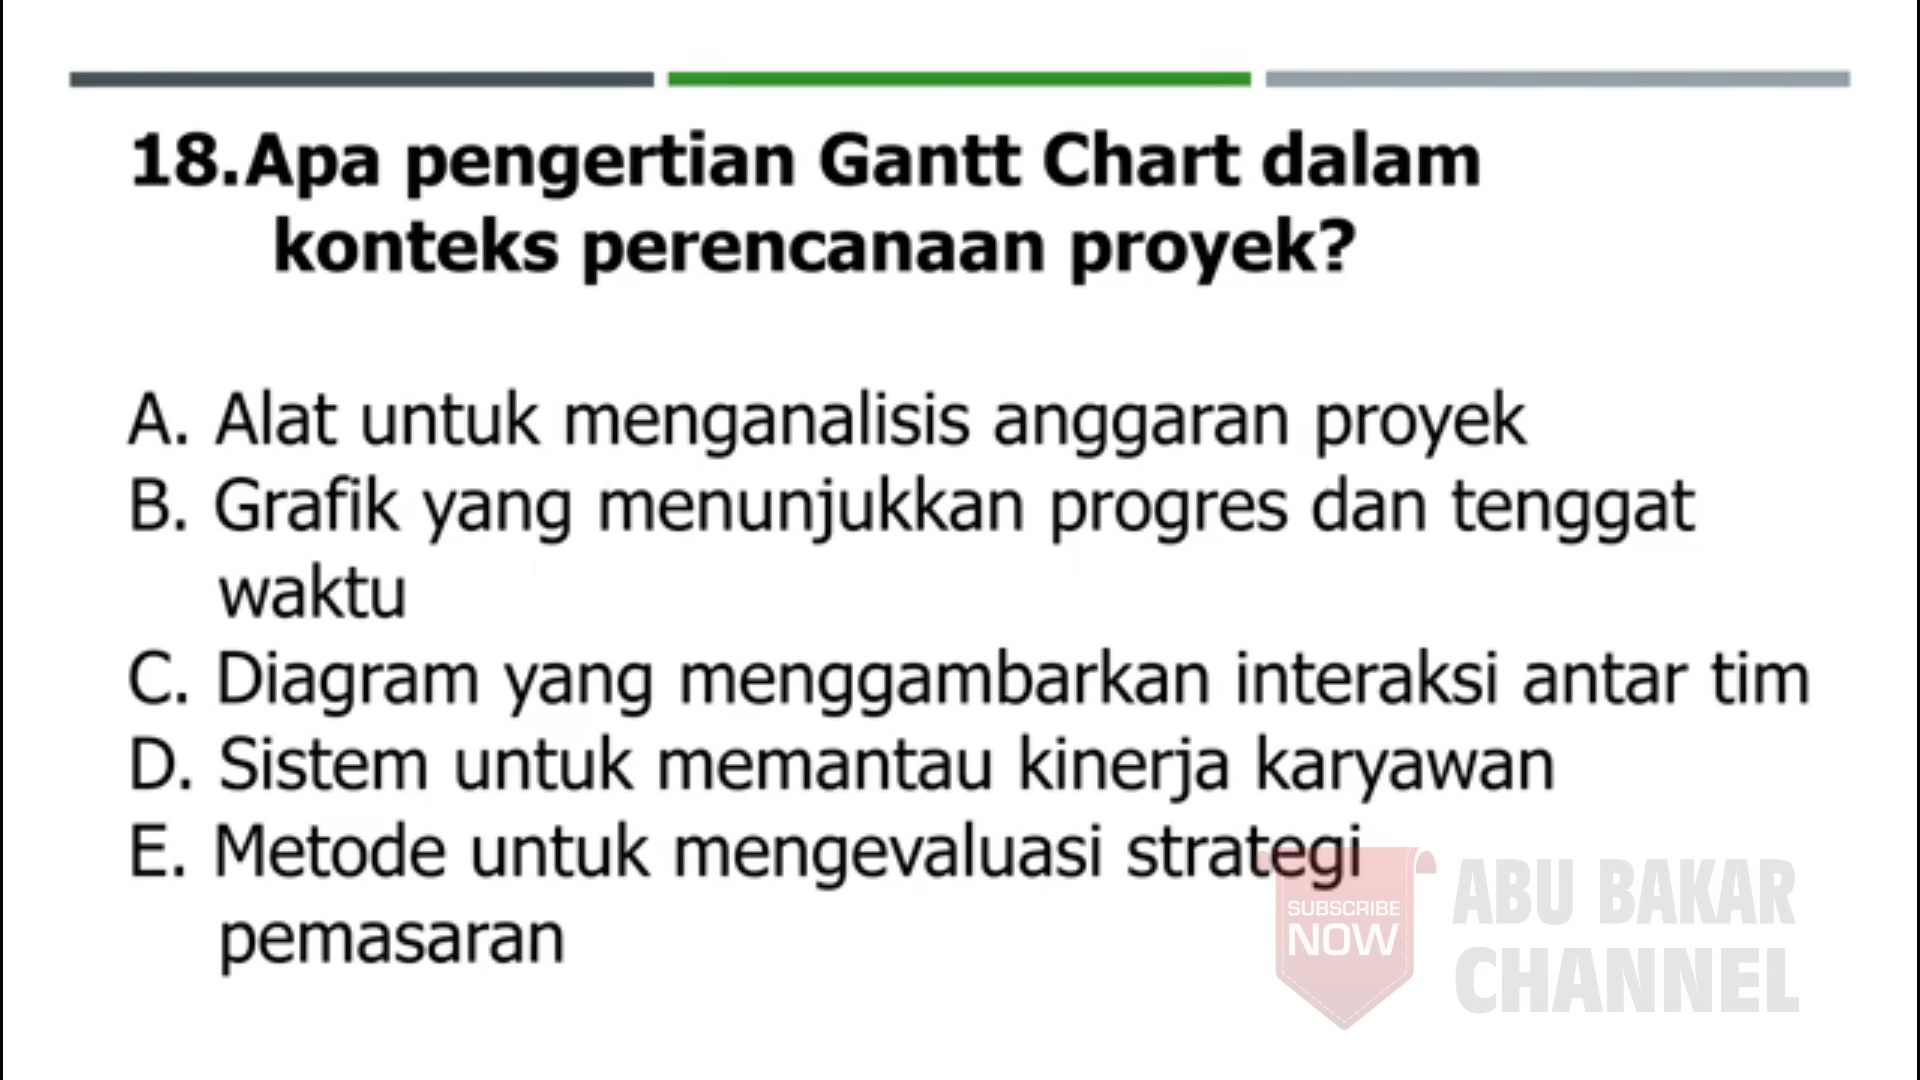 18.Apa pengertian Gantt Chart dalam
konteks perencanaan proyek?
A. Alat untuk menganalisis anggaran proyek
B. Grafik yang menunjukkan progres dan tenggat
waktu
C. Diagram yang menggambarkan interaksi antar tim
D. Sistem untuk memantau kinerja karyawan
E. Metode untuk mengevaluasi strategi
pemasaran
SUBSCRIBE
NOW
ABU BAKAR
CHANNEL